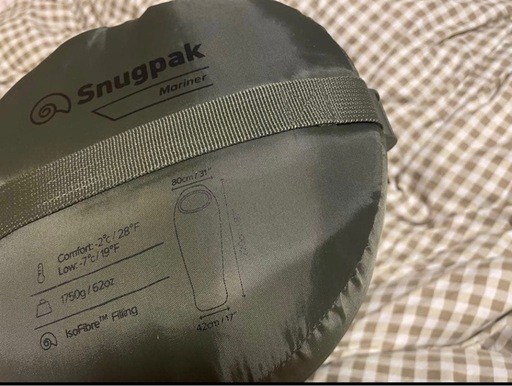 Snugpak
Mariner
80cm / 31"
Comfort: -2°c / 28°F
Low: -7°c / 19°F
1750g / 62oz
IsoFibre™ Filling
42cm / 17"